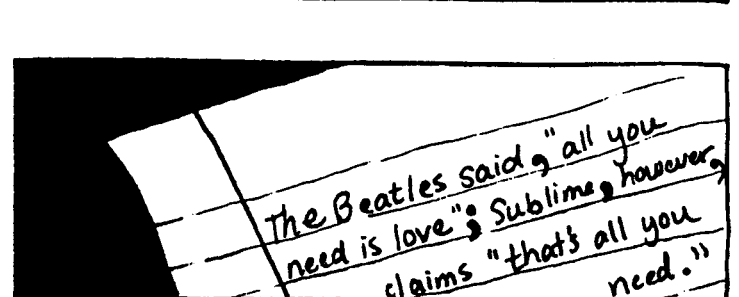 The Beatles said, "all you
need is love"; Sublime, however,
claims "that's all you
need."